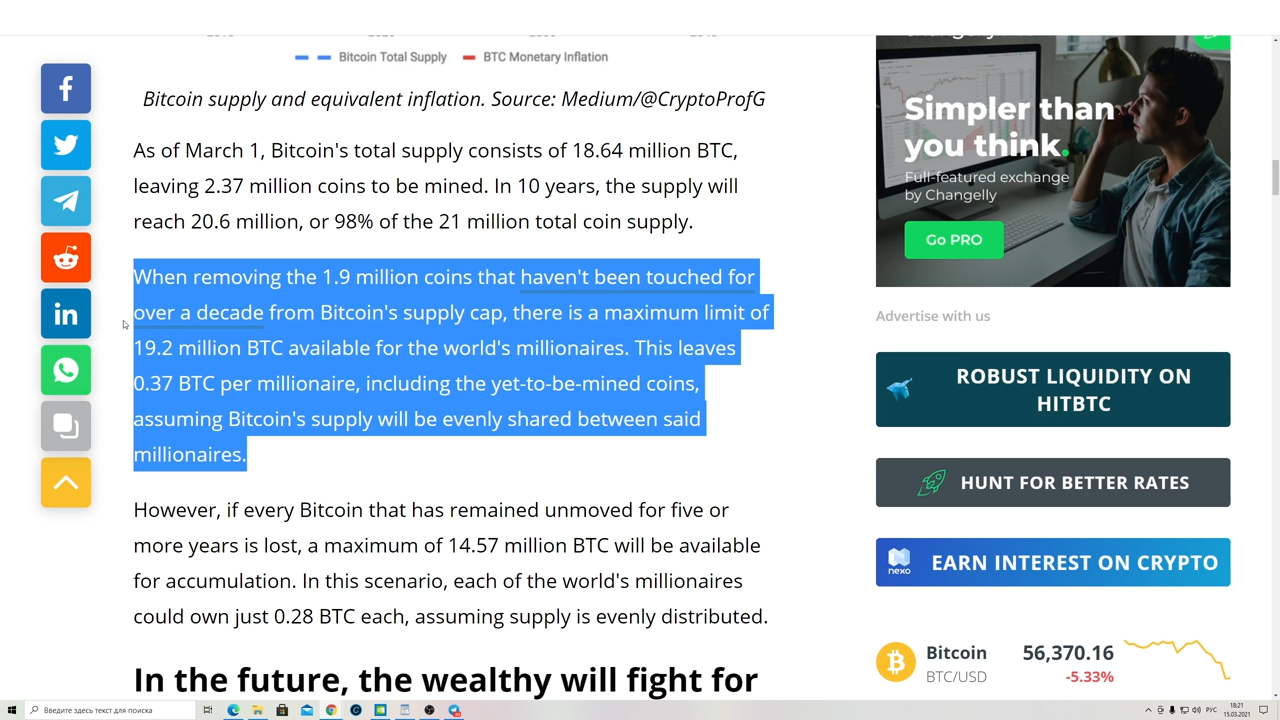 Bitcoin Total Supply
BTC Monetary Inflation
Bitcoin supply and equivalent inflation. Source: Medium/@CryptoProfG
As of March 1, Bitcoin's total supply consists of 18.64 million BTC,
leaving 2.37 million coins to be mined. In 10 years, the supply will
reach 20.6 million, or 98% of the 21 million total coin supply.
When removing the 1.9 million coins that haven't been touched for
over a decade from Bitcoin's supply cap, there is a maximum limit of
19.2 million BTC available for the world's millionaires. This leaves
0.37 BTC per millionaire, including the yet-to-be-mined coins,
assuming Bitcoin's supply will be evenly shared between said
millionaires.
However, if every Bitcoin that has remained unmoved for five or
more years is lost, a maximum of 14.57 million BTC will be available
for accumulation. In this scenario, each of the world's millionaires
could own just 0.28 BTC each, assuming supply is evenly distributed.
In the future, the wealthy will fight for
Simpler than
you think.
Full-featured exchange
by Changelly
Go PRO
Advertise with us
ROBUST LIQUIDITY ON
HITBTC
HUNT FOR BETTER RATES
nexo
EARN INTEREST ON CRYPTO
Bitcoin 56,370.16
BTC/USD -5.33%
Введите здесь текст для поиска
РУС
18:21
15.03.2021